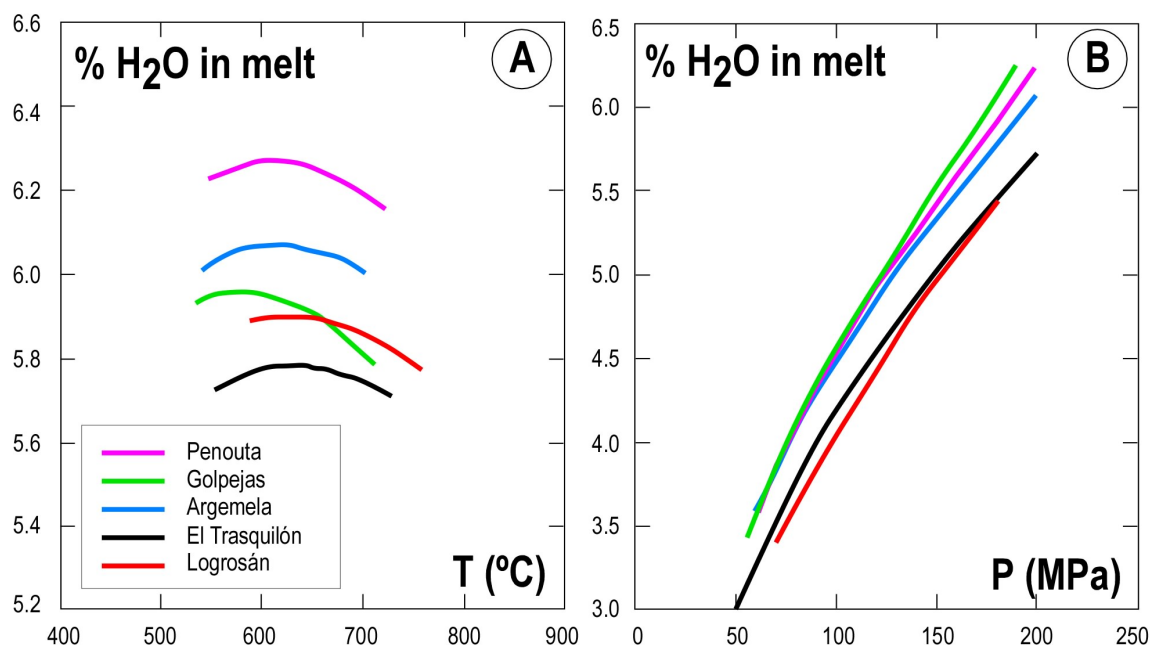 % H2O in melt
A
6.6
6.4
6.2
6.0
5.8
5.6
5.4
5.2
Penouta
Golpejas
Argemela
El Trasquilón
Logrosán
T (ºC)
400 500 600 700 800 900
% H2O in melt
B
6.5
6.0
5.5
5.0
4.5
4.0
3.5
3.0
P (MPa)
0 50 100 150 200 250